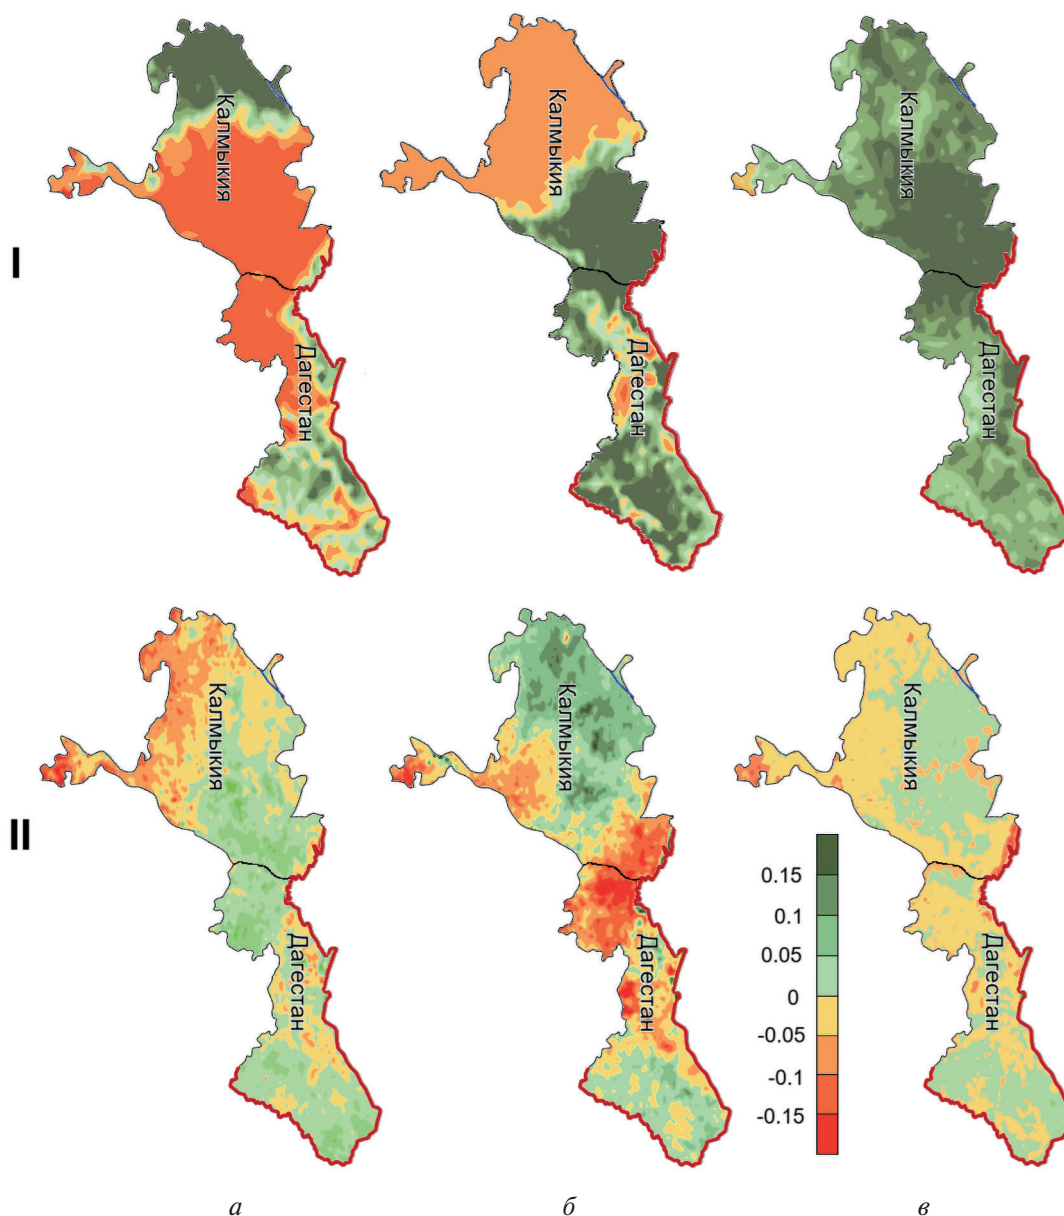 I
Калмыкия
Дагестан
Калмыкия
Дагестан
Калмыкия
Дагестан
II
Калмыкия
Дагестан
Калмыкия
Дагестан
Калмыкия
Дагестан
0.15
0.1
0.05
0
-0.05
-0.1
-0.15
а
б
в